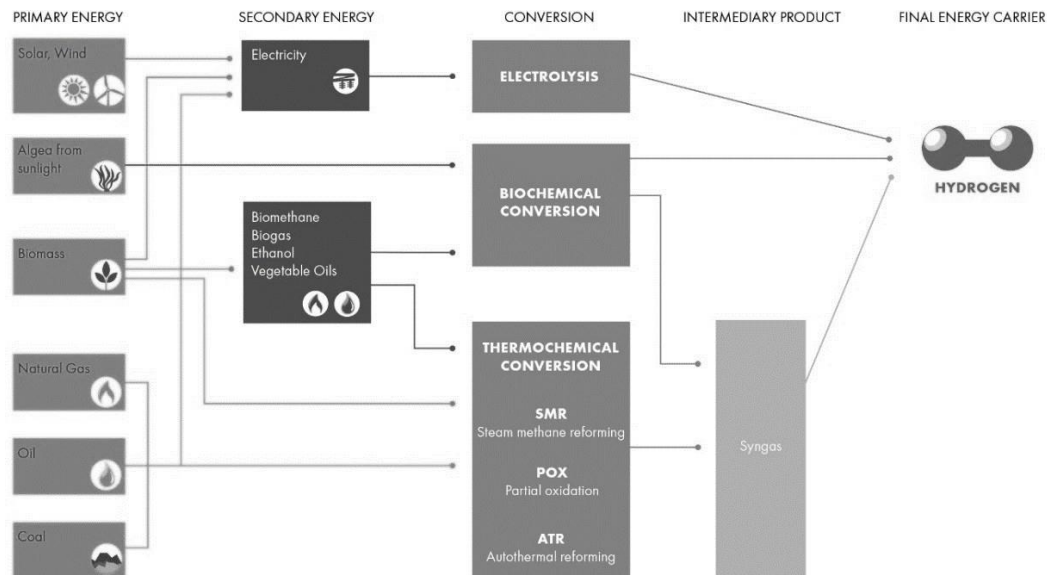 PRIMARY ENERGY
SECONDARY ENERGY
CONVERSION
INTERMEDIARY PRODUCT
FINAL ENERGY CARRIER
Solar, Wind
Electricity
ELECTROLYSIS
Algea from
sunlight
BIOCHEMICAL
CONVERSION
HYDROGEN
Biomass
Biomethane
Biogas
Ethanol
Vegetable Oils
Natural Gas
THERMOCHEMICAL
CONVERSION
SMR
Steam methane reforming
Oil
POX
Partial oxidation
Syngas
Coal
ATR
Autothermal reforming